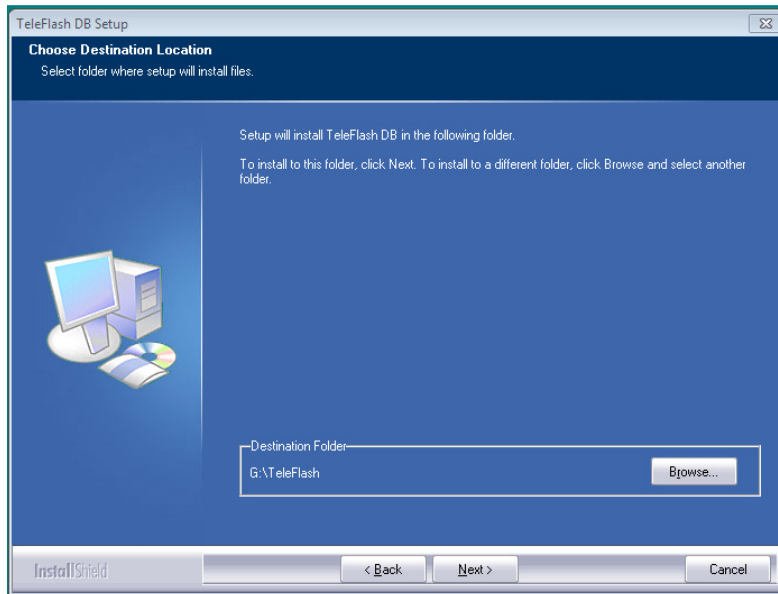 TeleFlash DB Setup
Choose Destination Location
Select folder where setup will install files.
Setup will install TeleFlash DB in the following folder.
To install to this folder, click Next. To install to a different folder, click Browse and select another
folder.
Destination Folder
G:\TeleFlash
Browse...
InstallShield
< Back
Next >
Cancel